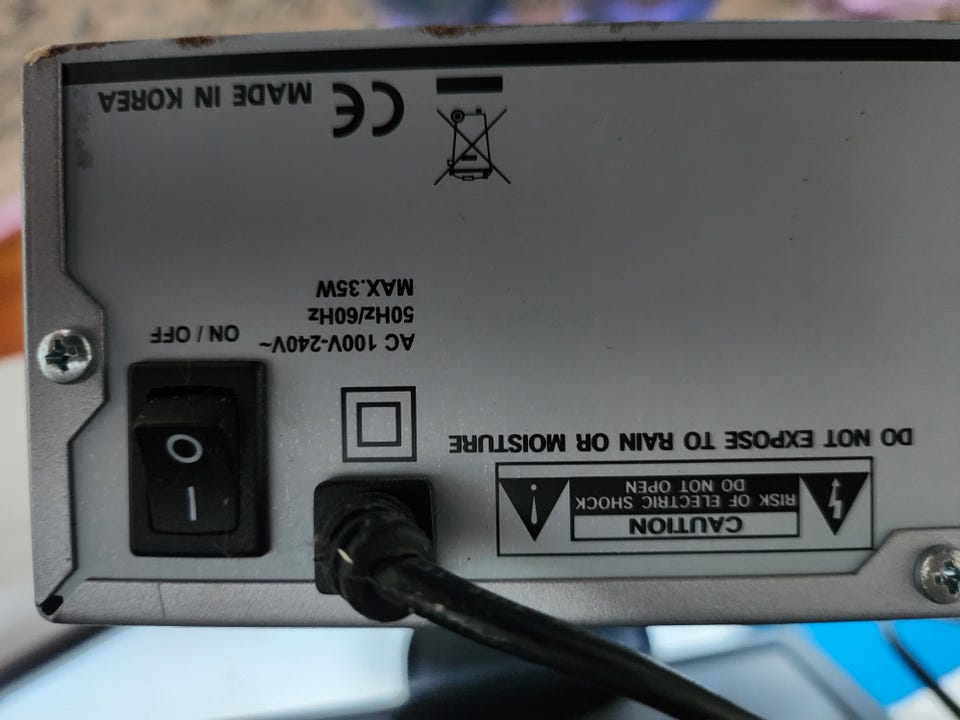 CAUTION
RISK OF ELECTRIC SHOCK
DO NOT OPEN
DO NOT EXPOSE TO RAIN OR MOISTURE
ON / OFF
I
O
AC 100V-240V~
50Hz/60Hz
MAX.35W
CE
MADE IN KOREA